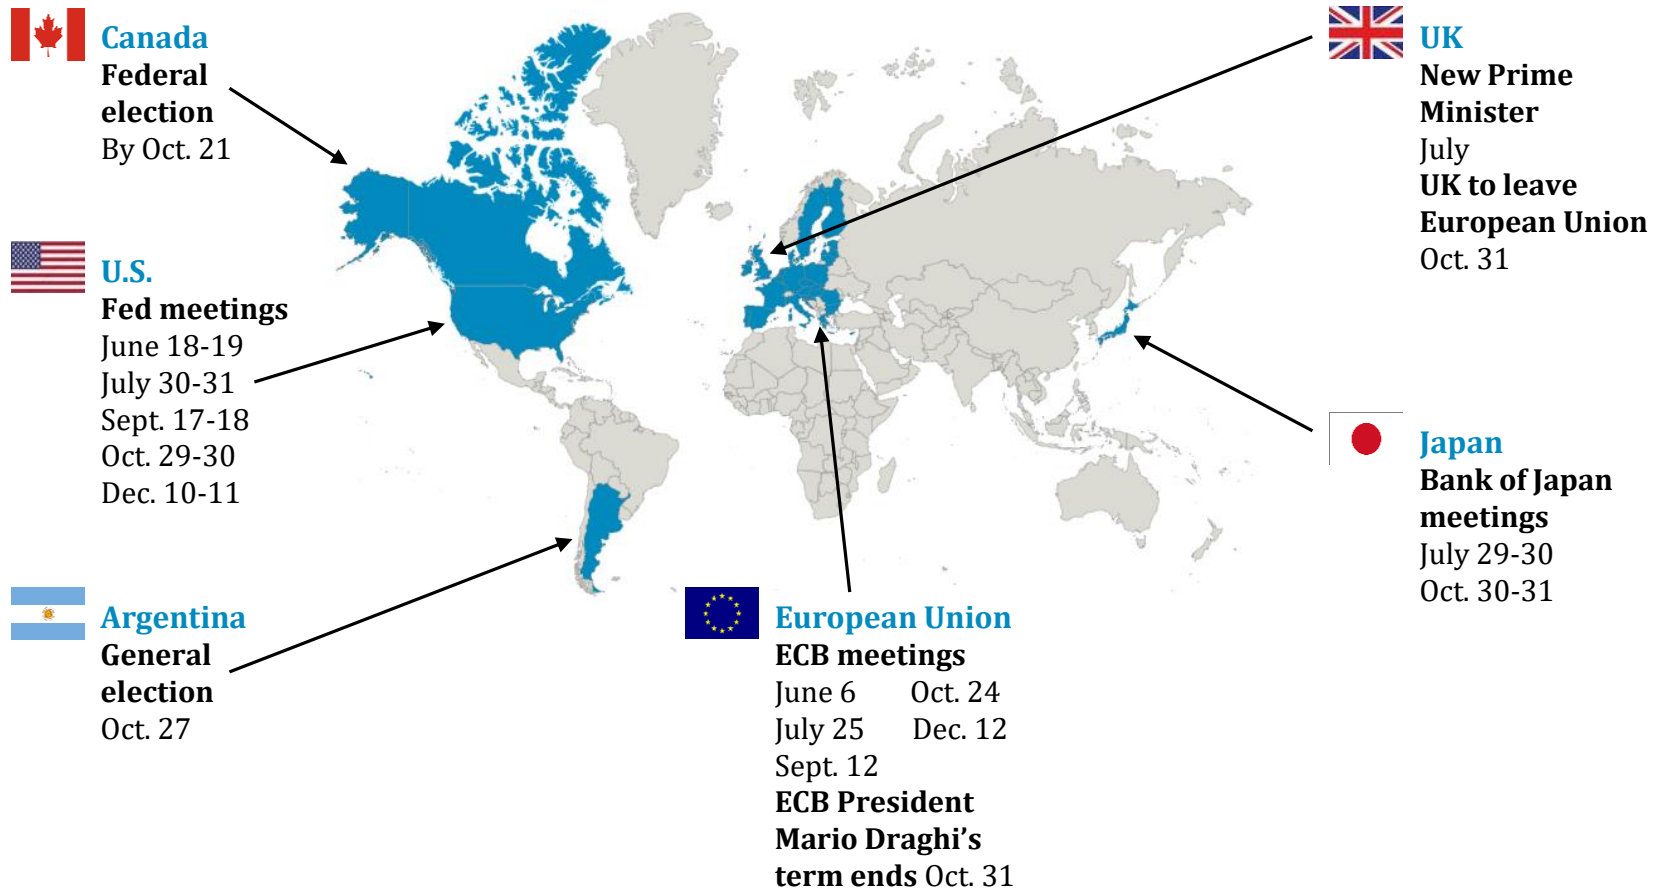 Canada
Federal
election
By Oct. 21
U.S.
Fed meetings
June 18-19
July 30-31
Sept. 17-18
Oct. 29-30
Dec. 10-11
Argentina
General
election
Oct. 27
European Union
ECB meetings
June 6 Oct. 24
July 25 Dec. 12
Sept. 12
ECB President
Mario Draghi’s
term ends Oct. 31
UK
New Prime
Minister
July
UK to leave
European Union
Oct. 31
Japan
Bank of Japan
meetings
July 29-30
Oct. 30-31